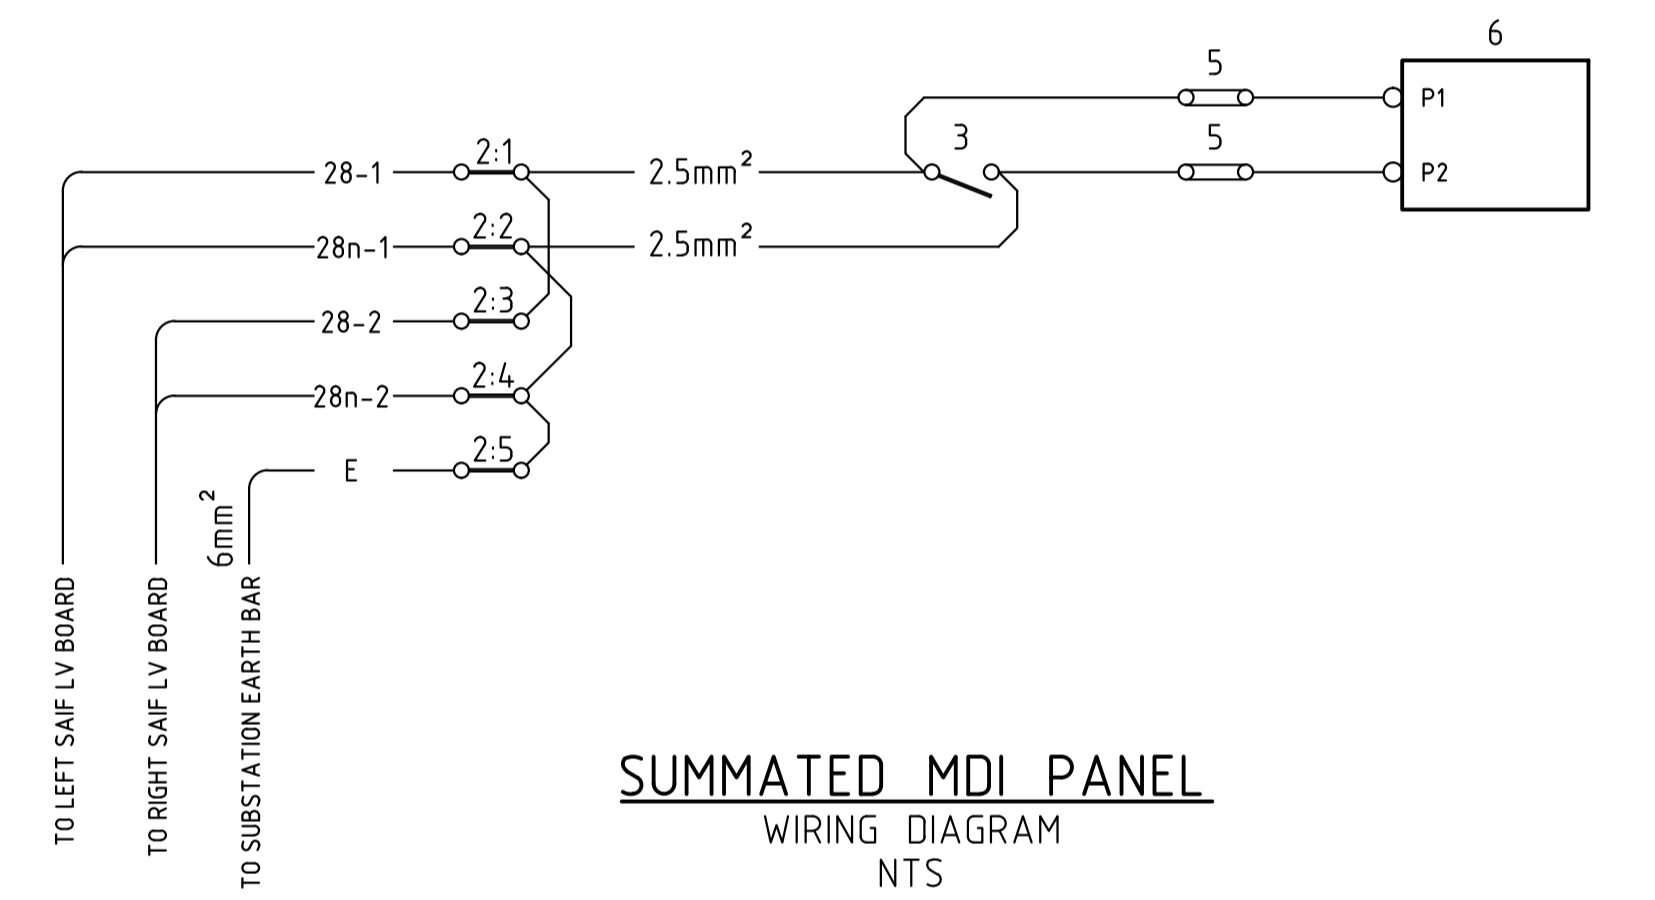 6
5
P1
3
5
2:1
28-1
2.5mm²
P2
2:2
28n-1
2.5mm²
2:3
28-2
2:4
28n-2
2:5
E
6mm²
TO LEFT SAIF LV BOARD
TO RIGHT SAIF LV BOARD
TO SUBSTATION EARTH BAR
SUMMATED MDI PANEL
WIRING DIAGRAM
NTS